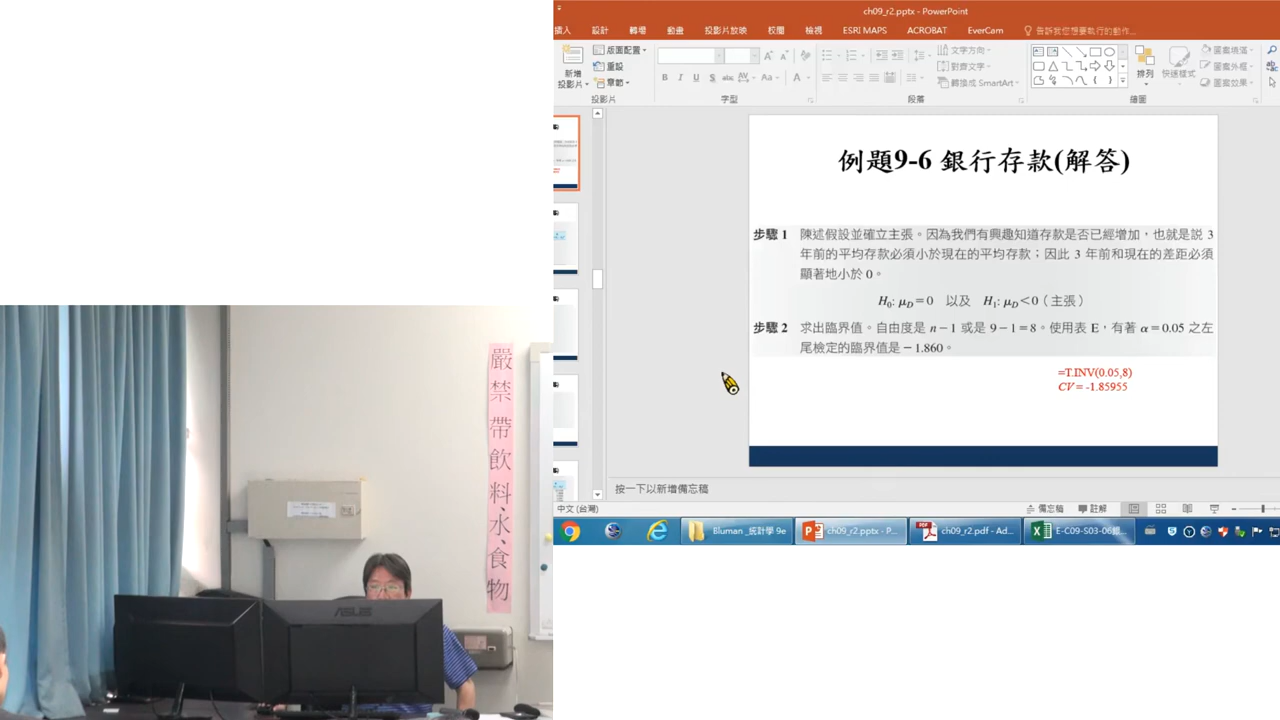 嚴禁帶飲料、水、食物
ASUS
ch09_r2.pptx - PowerPoint
插入 設計 轉場 動畫 投影片放映 校閱 檢視 ESRI MAPS ACROBAT EverCam 告訴我您想要執行的動作...
新增
投影片
版面配置
重設
章節
投影片
B I U S abc AV Aa A
字型
文字方向
對齊文字
轉換成 SmartArt
段落
排列
快速樣式
圖案填滿
圖案外框
圖案效果
繪圖
例題9-6 銀行存款(解答)
步驟 1 陳述假設並確立主張。因為我們有興趣知道存款是否已經增加，也就是說 3
年前的平均存款必須小於現在的平均存款；因此 3 年前和現在的差距必須
顯著地小於 0。
H₀: μD＝0 以及 H₁: μD＜0（主張）
步驟 2 求出臨界值。自由度是 n－1 或是 9－1＝8。使用表 E，有著 α＝0.05 之左
尾檢定的臨界值是－1.860。
=T.INV(0.05,8)
CV = -1.85955
按一下以新增備忘稿
中文 (台灣)
備忘稿 註解
Bluman _統計學 9e
ch09_r2.pptx - P...
ch09_r2.pdf - Ad...
E-C09-S03-06銀...